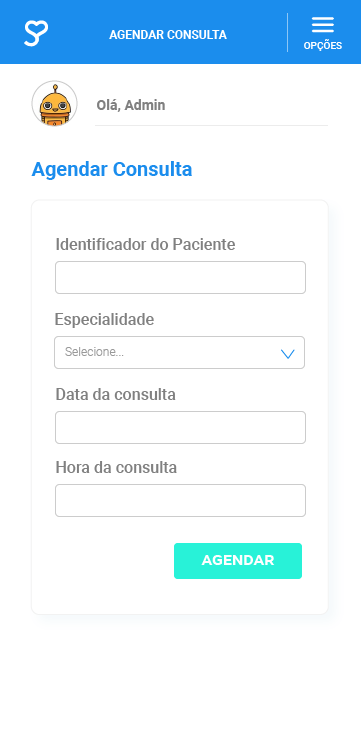 AGENDAR CONSULTA
OPÇÕES
Olá, Admin
Agendar Consulta
Identificador do Paciente
Especialidade
Selecione...
Data da consulta
Hora da consulta
AGENDAR